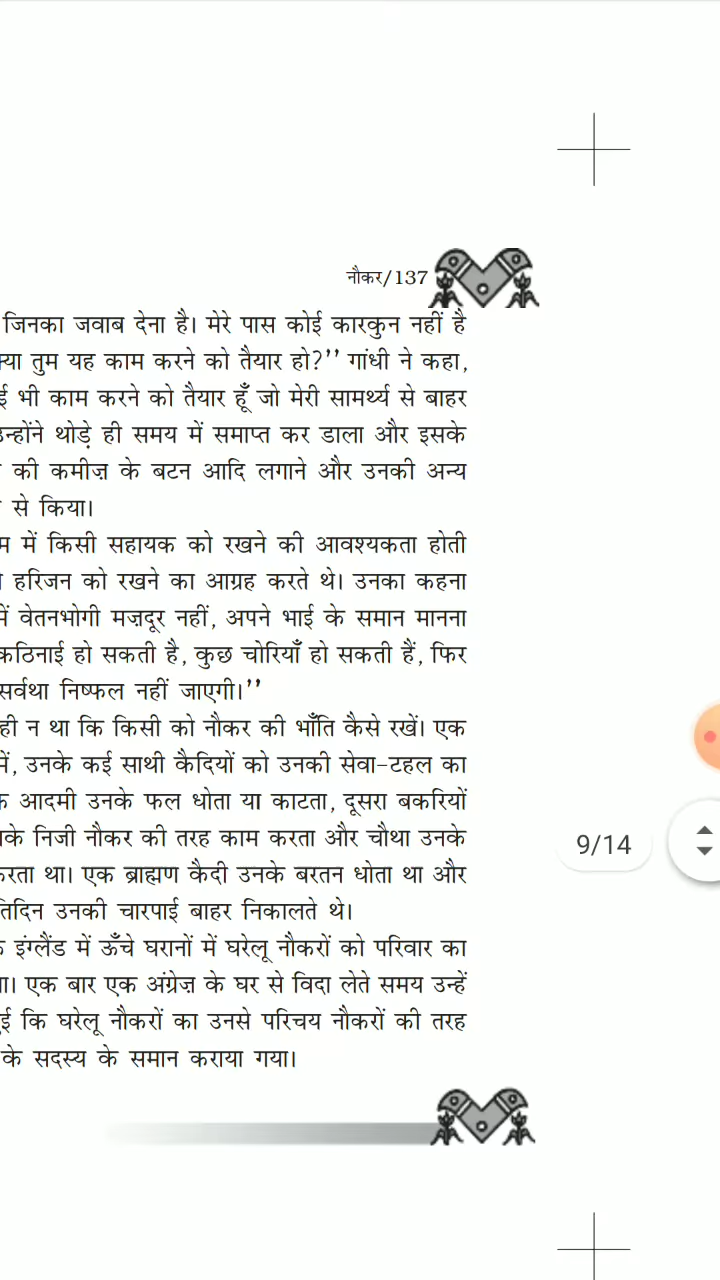 नौकर/137
जिनका जवाब देना है। मेरे पास कोई कारकुन नहीं है
क्या तुम यह काम करने को तैयार हो?’’ गांधी ने कहा,
भी काम करने को तैयार हूँ जो मेरी सामर्थ्य से बाहर
उन्होंने थोड़े ही समय में समाप्त कर डाला और इसके
की कमीज़ के बटन आदि लगाने और उनकी अन्य
से किया।
में किसी सहायक को रखने की आवश्यकता होती
हरिजन को रखने का आग्रह करते थे। उनका कहना
में वेतनभोगी मज़दूर नहीं, अपने भाई के समान मानना
कठिनाई हो सकती है, कुछ चोरियाँ हो सकती हैं, फिर
सर्वथा निष्फल नहीं जाएगी।’’
ही न था कि किसी को नौकर की भाँति कैसे रखें। एक
में, उनके कई साथी कैदियों को उनकी सेवा-टहल का
आदमी उनके फल धोता या काटता, दूसरा बकरियों
के निजी नौकर की तरह काम करता और चौथा उनके
करता था। एक ब्राह्मण कैदी उनके बरतन धोता था और
तिदिन उनकी चारपाई बाहर निकालते थे।
इंग्लैंड में ऊँचे घरानों में घरेलू नौकरों को परिवार का
एक बार एक अंग्रेज़ के घर से विदा लेते समय उन्हें
कि घरेलू नौकरों का उनसे परिचय नौकरों की तरह
के सदस्य के समान कराया गया।
9/14